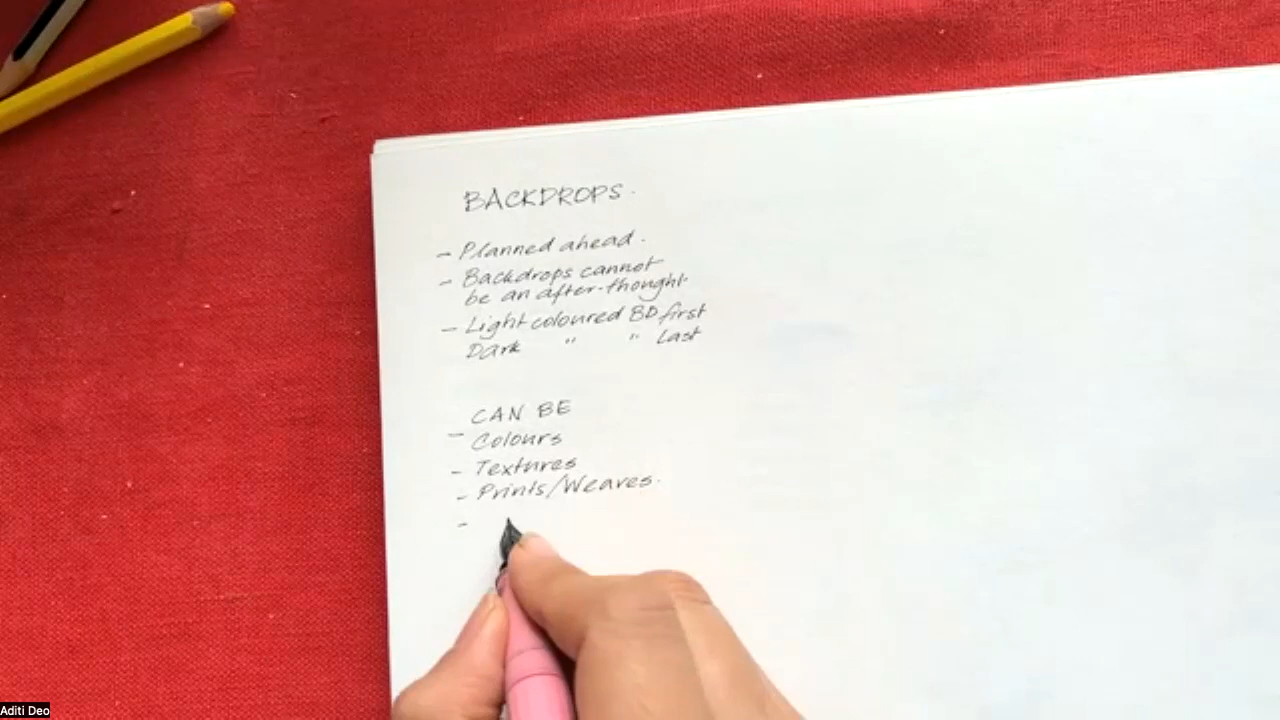 BACKDROPS.
- Planned ahead.
- Backdrops cannot
be an after-thought.
- Light coloured BD first
Dark " " Last
CAN BE
- Colours
- Textures
- Prints/Weaves.
-
Aditi Deo